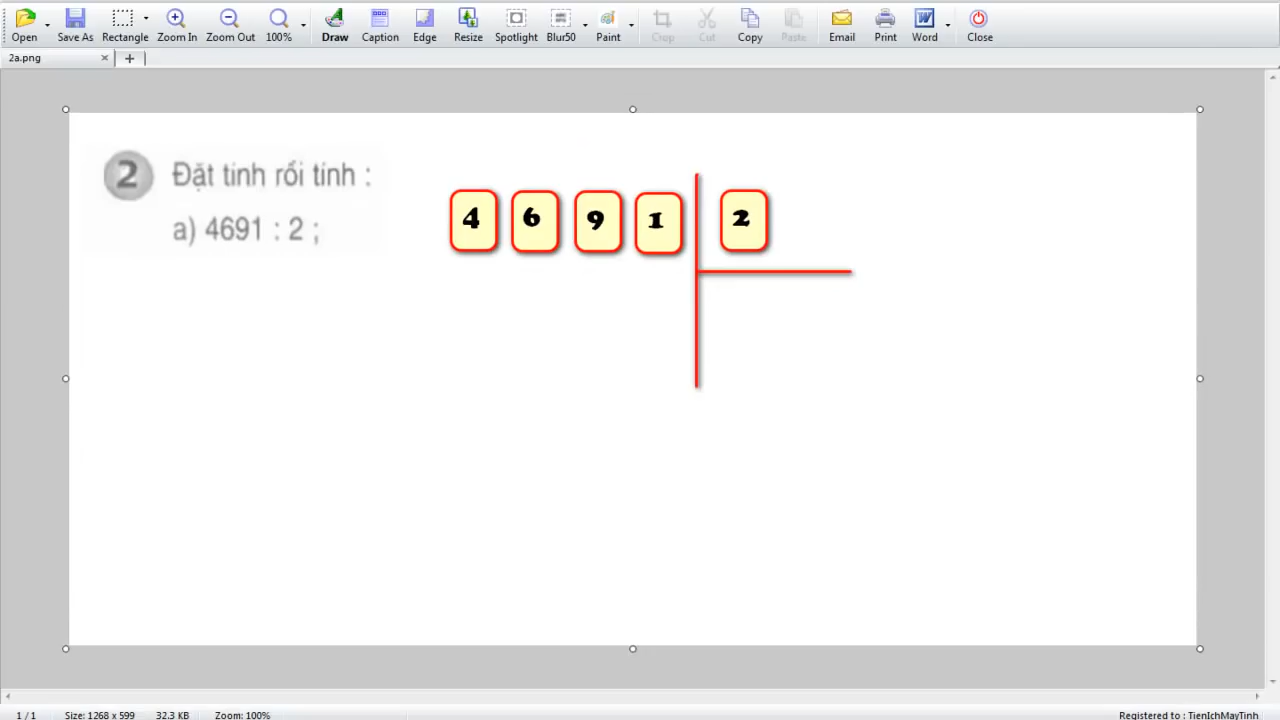 Open Save As Rectangle Zoom In Zoom Out 100% Draw Caption Edge Resize Spotlight Blur50 Paint Crop Cut Copy Paste Email Print Word Close
2a.png
2 Đặt tính rồi tính :
a) 4691 : 2 ;
4 6 9 1 2
1 / 1 Size: 1268 x 599 32.3 KB Zoom: 100% Registered to : TienIchMayTinh